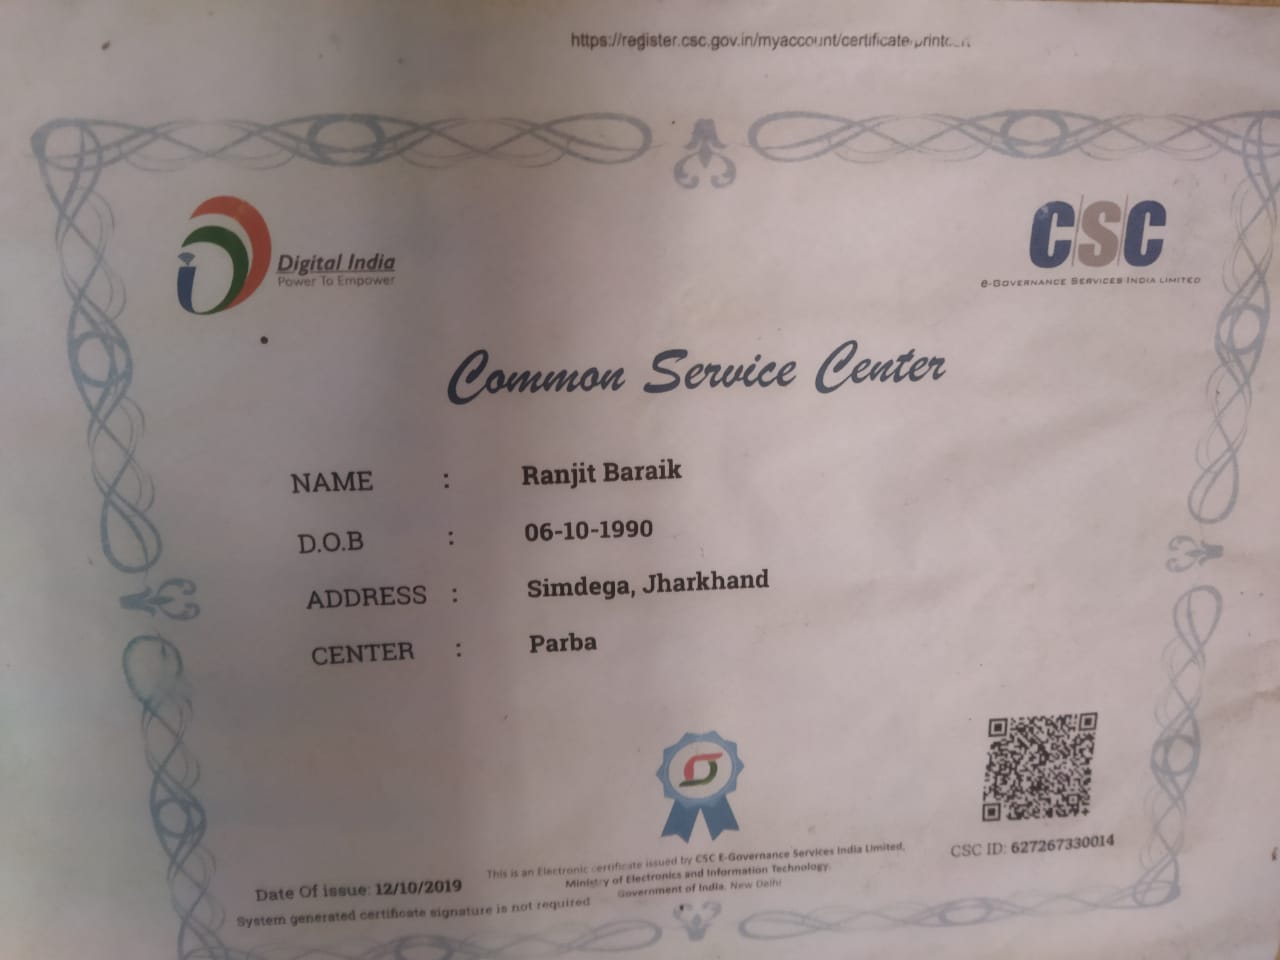 https://register.csc.gov.in/myaccount/certificate
Digital India
Power To Empower
CSC
e-Governance Services India Limited
Common Service Center
NAME : Ranjit Baraik
D.O.B : 06-10-1990
ADDRESS : Simdega, Jharkhand
CENTER : Parba
CSC ID: 627267330014
This is an Electronic certificate issued by CSC E-Governance Services India Limited,
Ministry of Electronics and Information Technology,
Government of India, New Delhi
Date Of issue: 12/10/2019
System generated certificate signature is not required